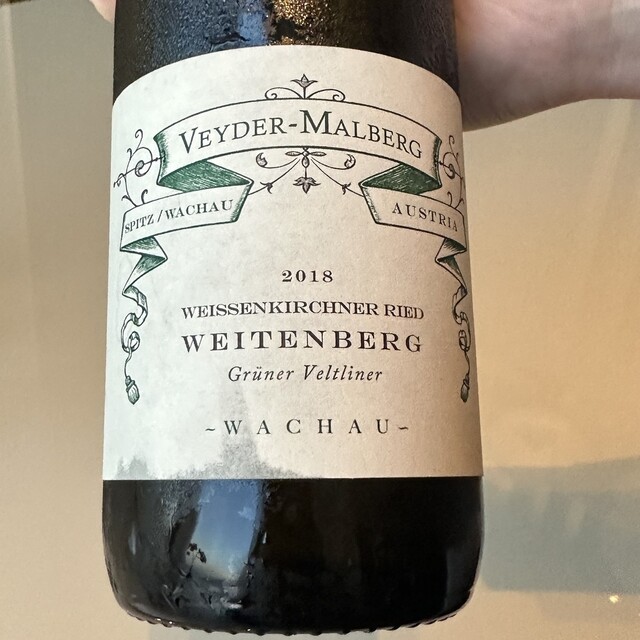 VEYDER-MALBERG
SPITZ / WACHAU
AUSTRIA
2018
WEISSENKIRCHNER RIED
WEITENBERG
Grüner Veltliner
~WACHAU~